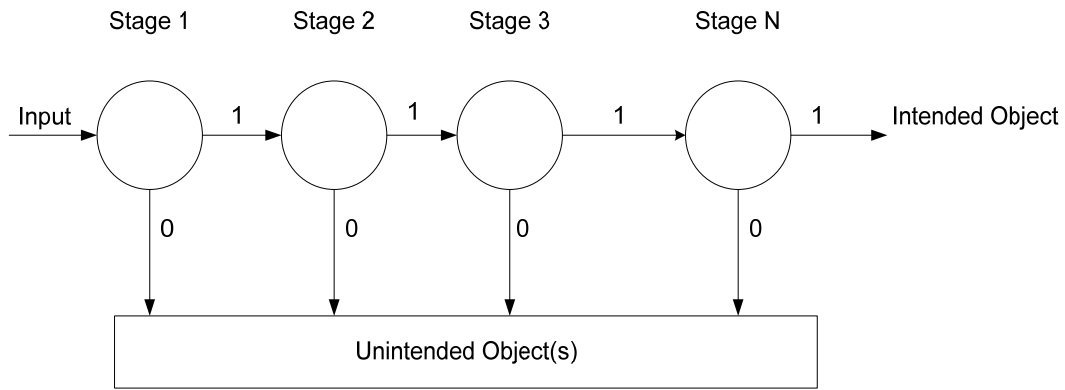 Stage 1
Stage 2
Stage 3
Stage N
Input
1
1
1
1
Intended Object
0
0
0
0
Unintended Object(s)